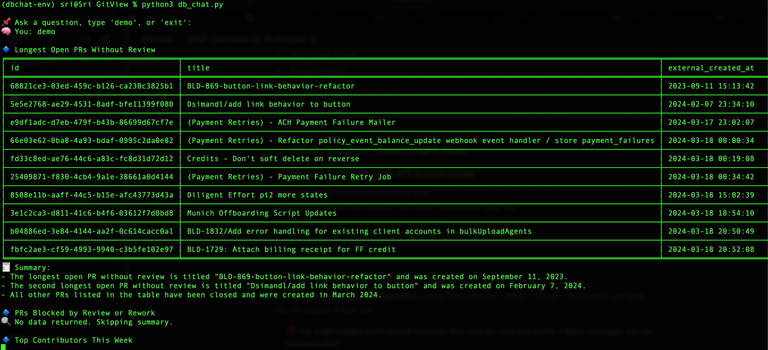 (dbchat-env) sri@Sri GitView % python3 db_chat.py
📌 Ask a question, type 'demo', or 'exit':
🧠 You: demo
🔷 Longest Open PRs Without Review
id title external_created_at
68821ce3-03ed-459c-b126-ca230c3825b1 BLD-869-button-link-behavior-refactor 2023-09-11 15:13:42
5e5e2768-ae29-4531-8adf-bfe11399f080 Dsimandl/add link behavior to button 2024-02-07 23:34:10
e9df1adc-d7eb-479f-b43b-86699d67cf7e (Payment Retries) - ACH Payment Failure Mailer 2024-03-17 23:02:07
66e03e62-0ba8-4a93-bdaf-0995c2da0e82 (Payment Retries) - Refactor policy_event_balance_update webhook event handler / store payment_failures 2024-03-18 00:00:34
fd33c8ed-ae76-44c6-a83c-fc8d31d72d12 Credits - Don't soft delete on reverse 2024-03-18 00:19:08
25409871-f830-4cb4-9a1e-38661a0d4144 (Payment Retries) - Payment Failure Retry Job 2024-03-18 00:34:42
8508e11b-aaff-44c5-b15e-afc43773d43a Diligent Effort pt2 more states 2024-03-18 15:02:39
3e1c2ca3-d811-41c6-b4f6-03612f7d0bd8 Munich Offboarding Script Updates 2024-03-18 18:54:10
b04886ed-3e84-4144-aa2f-0c614cacc0a1 BLD-1832/Add error handling for existing client accounts in bulkUploadAgents 2024-03-18 20:50:49
fbfc2ae3-cf59-4993-9940-c3b5fe102e97 BLD-1729: Attach billing receipt for FF credit 2024-03-18 20:52:08
🧾 Summary:
- The longest open PR without review is titled "BLD-869-button-link-behavior-refactor" and was created on September 11, 2023.
- The second longest open PR without review is titled "Dsimandl/add link behavior to button" and was created on February 7, 2024.
- All other PRs listed in the table have been closed and were created in March 2024.
🔷 PRs Blocked by Review or Rework
🔍 No data returned. Skipping summary.
🔷 Top Contributors This Week